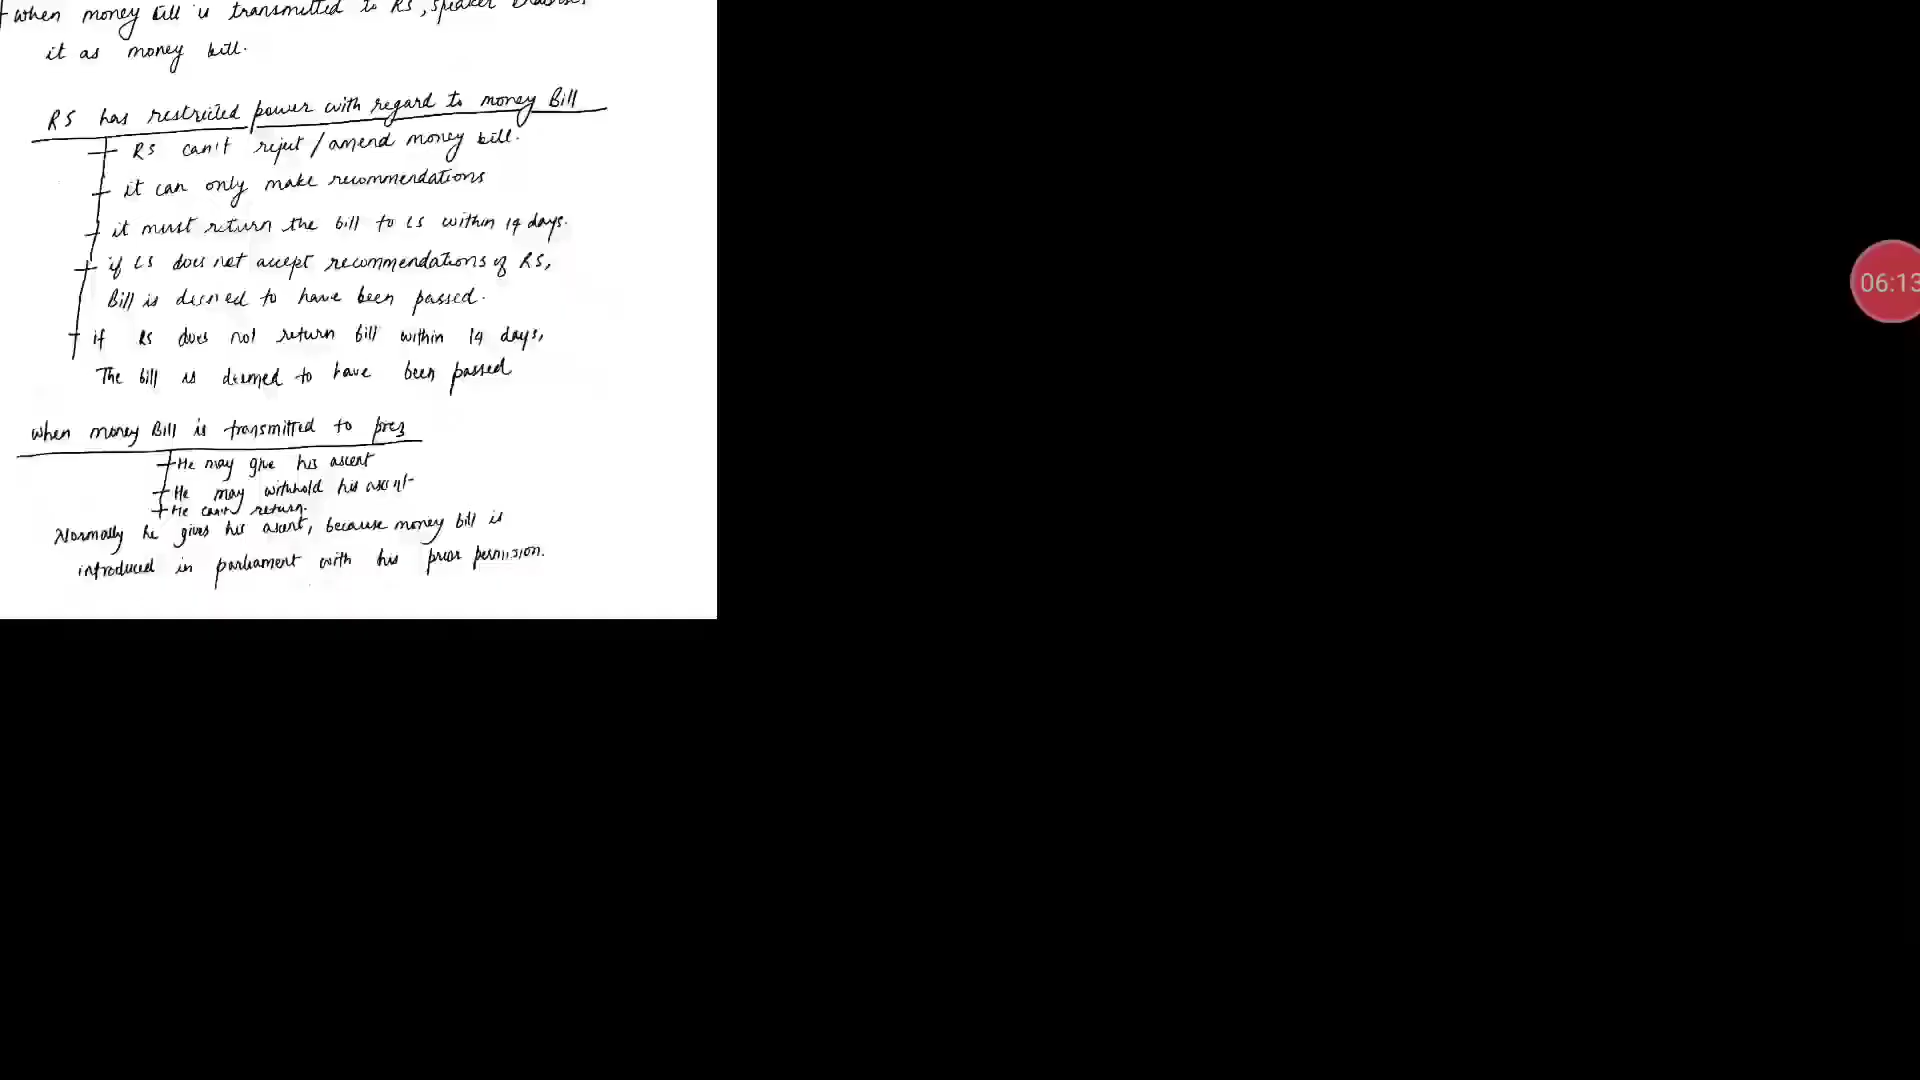 when money bill is transmitted to RS, speaker
it as money bill.
RS has restricted power with regard to money Bill
RS can't reject / amend money bill.
it can only make recommendations
it must return the bill to LS within 14 days.
if LS does not accept recommendations of RS,
Bill is deemed to have been passed.
if RS does not return bill within 14 days,
The bill is deemed to have been passed
when money Bill is transmitted to prez
He may give his ascent
He may withhold his ascent
He can't return.
Normally he gives his ascent, because money bill is
introduced in parliament with his prior permission.
06:13